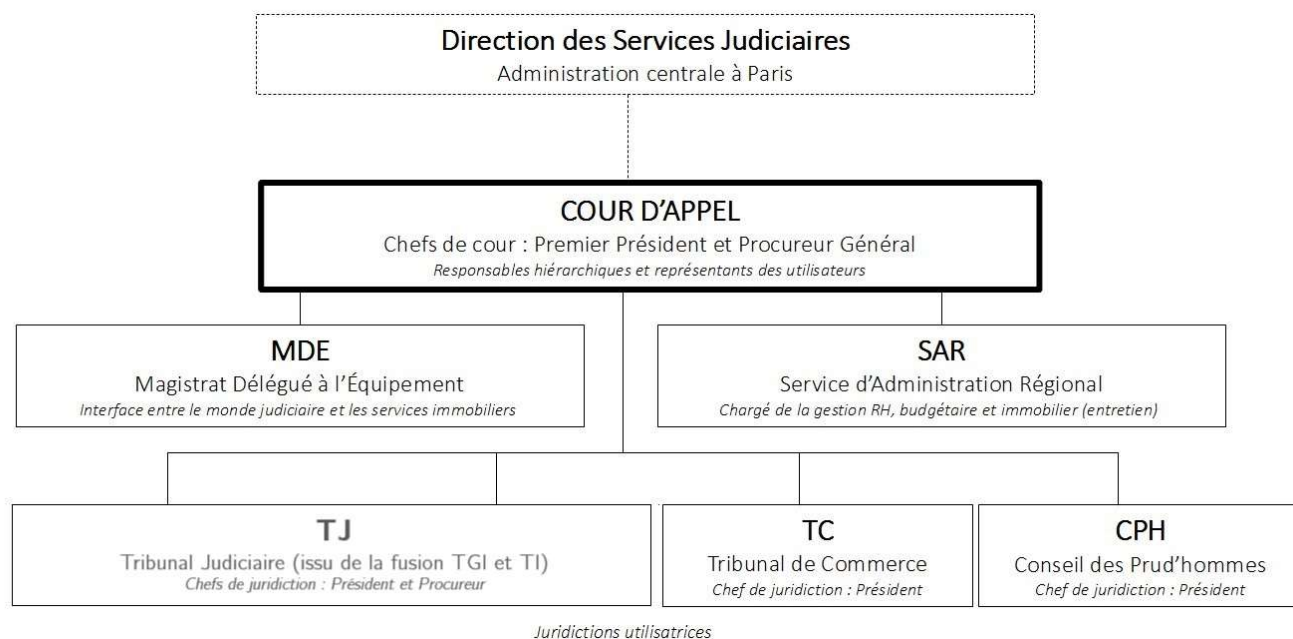 Direction des Services Judiciaires
Administration centrale à Paris
COUR D’APPEL
Chefs de cour : Premier Président et Procureur Général
Responsables hiérarchiques et représentants des utilisateurs
MDE
Magistrat Délégué à l’Équipement
Interface entre le monde judiciaire et les services immobiliers
SAR
Service d’Administration Régional
Chargé de la gestion RH, budgétaire et immobilier (entretien)
TJ
Tribunal Judiciaire (issu de la fusion TGI et TI)
Chefs de juridiction : Président et Procureur
TC
Tribunal de Commerce
Chef de juridiction : Président
CPH
Conseil des Prud’hommes
Chef de juridiction : Président
Juridictions utilisatrices